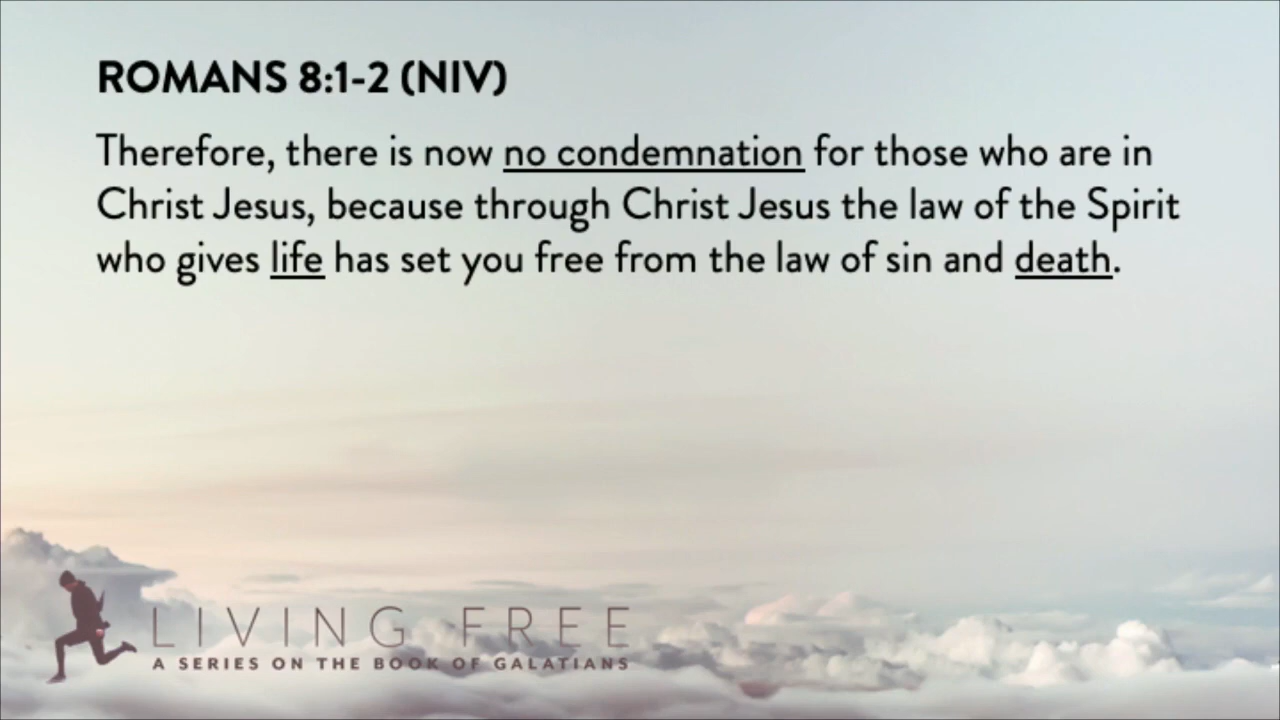 ROMANS 8:1-2 (NIV)
Therefore, there is now no condemnation for those who are in
Christ Jesus, because through Christ Jesus the law of the Spirit
who gives life has set you free from the law of sin and death.
LIVING FREE
A SERIES ON THE BOOK OF GALATIANS